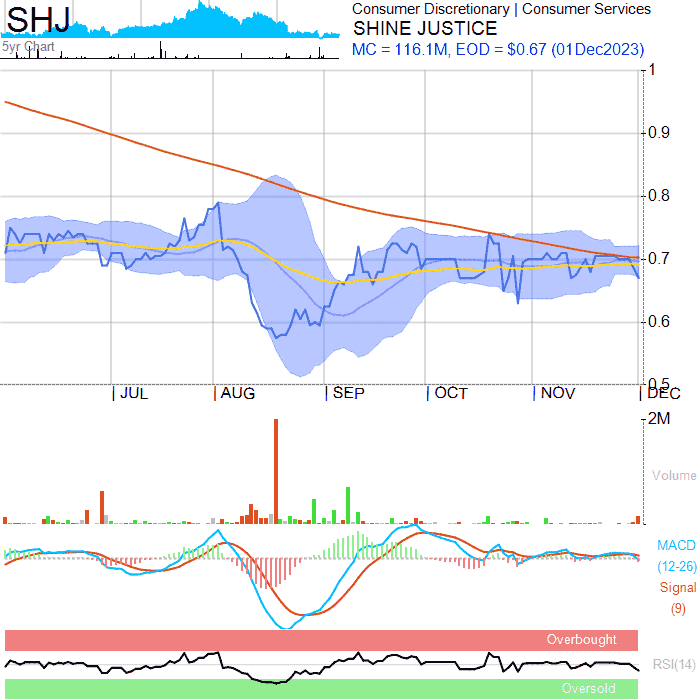 SHJ
5yr Chart
Consumer Discretionary | Consumer Services
SHINE JUSTICE
MC = 116.1M, EOD = $0.67 (01Dec2023)
1
0.9
0.8
0.7
0.6
0.5
JUL
AUG
SEP
OCT
NOV
DEC
2M
Volume
MACD
(12-26)
Signal
(9)
Overbought
RSI(14)
Oversold